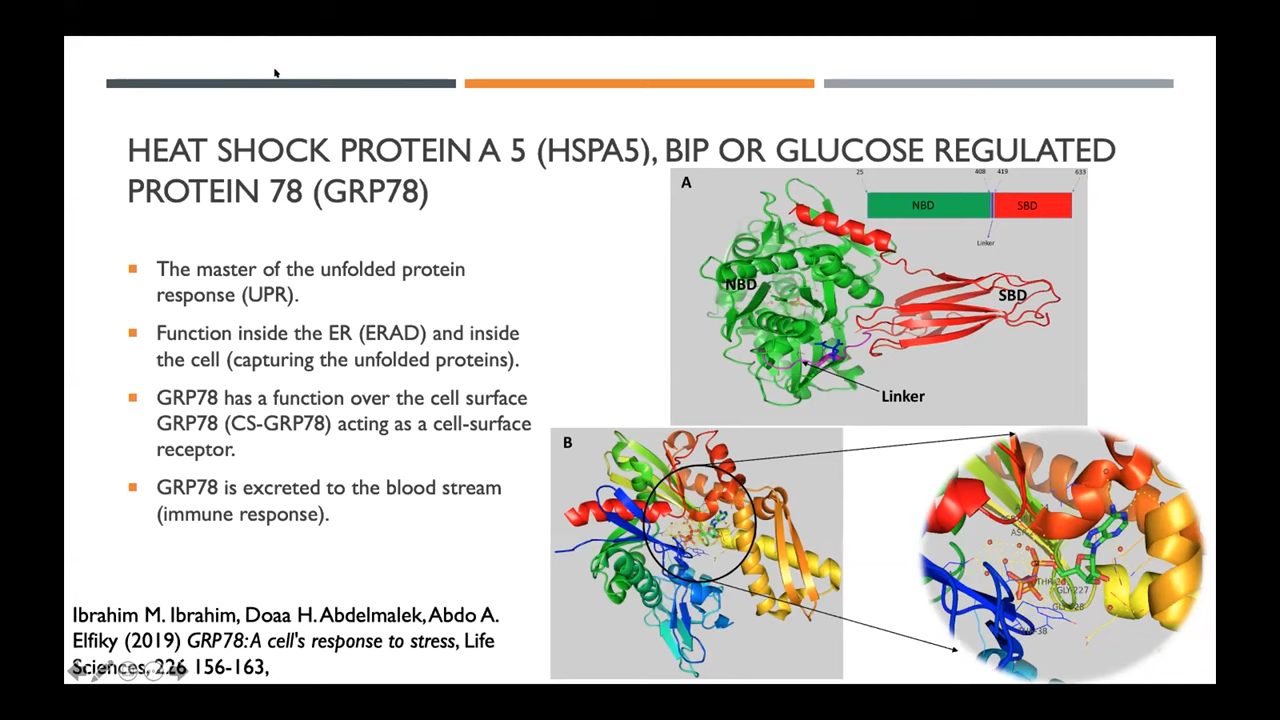 HEAT SHOCK PROTEIN A 5 (HSPA5), BIP OR GLUCOSE REGULATED
PROTEIN 78 (GRP78)
The master of the unfolded protein
response (UPR).
Function inside the ER (ERAD) and inside
the cell (capturing the unfolded proteins).
GRP78 has a function over the cell surface
GRP78 (CS-GRP78) acting as a cell-surface
receptor.
GRP78 is excreted to the blood stream
(immune response).
Ibrahim M. Ibrahim, Doaa H. Abdelmalek, Abdo A.
Elfiky (2019) GRP78: A cell's response to stress, Life
Sciences, 226 156-163,
A
25 408 419 633
NBD SBD
Linker
NBD
SBD
Linker
B
GLY-227